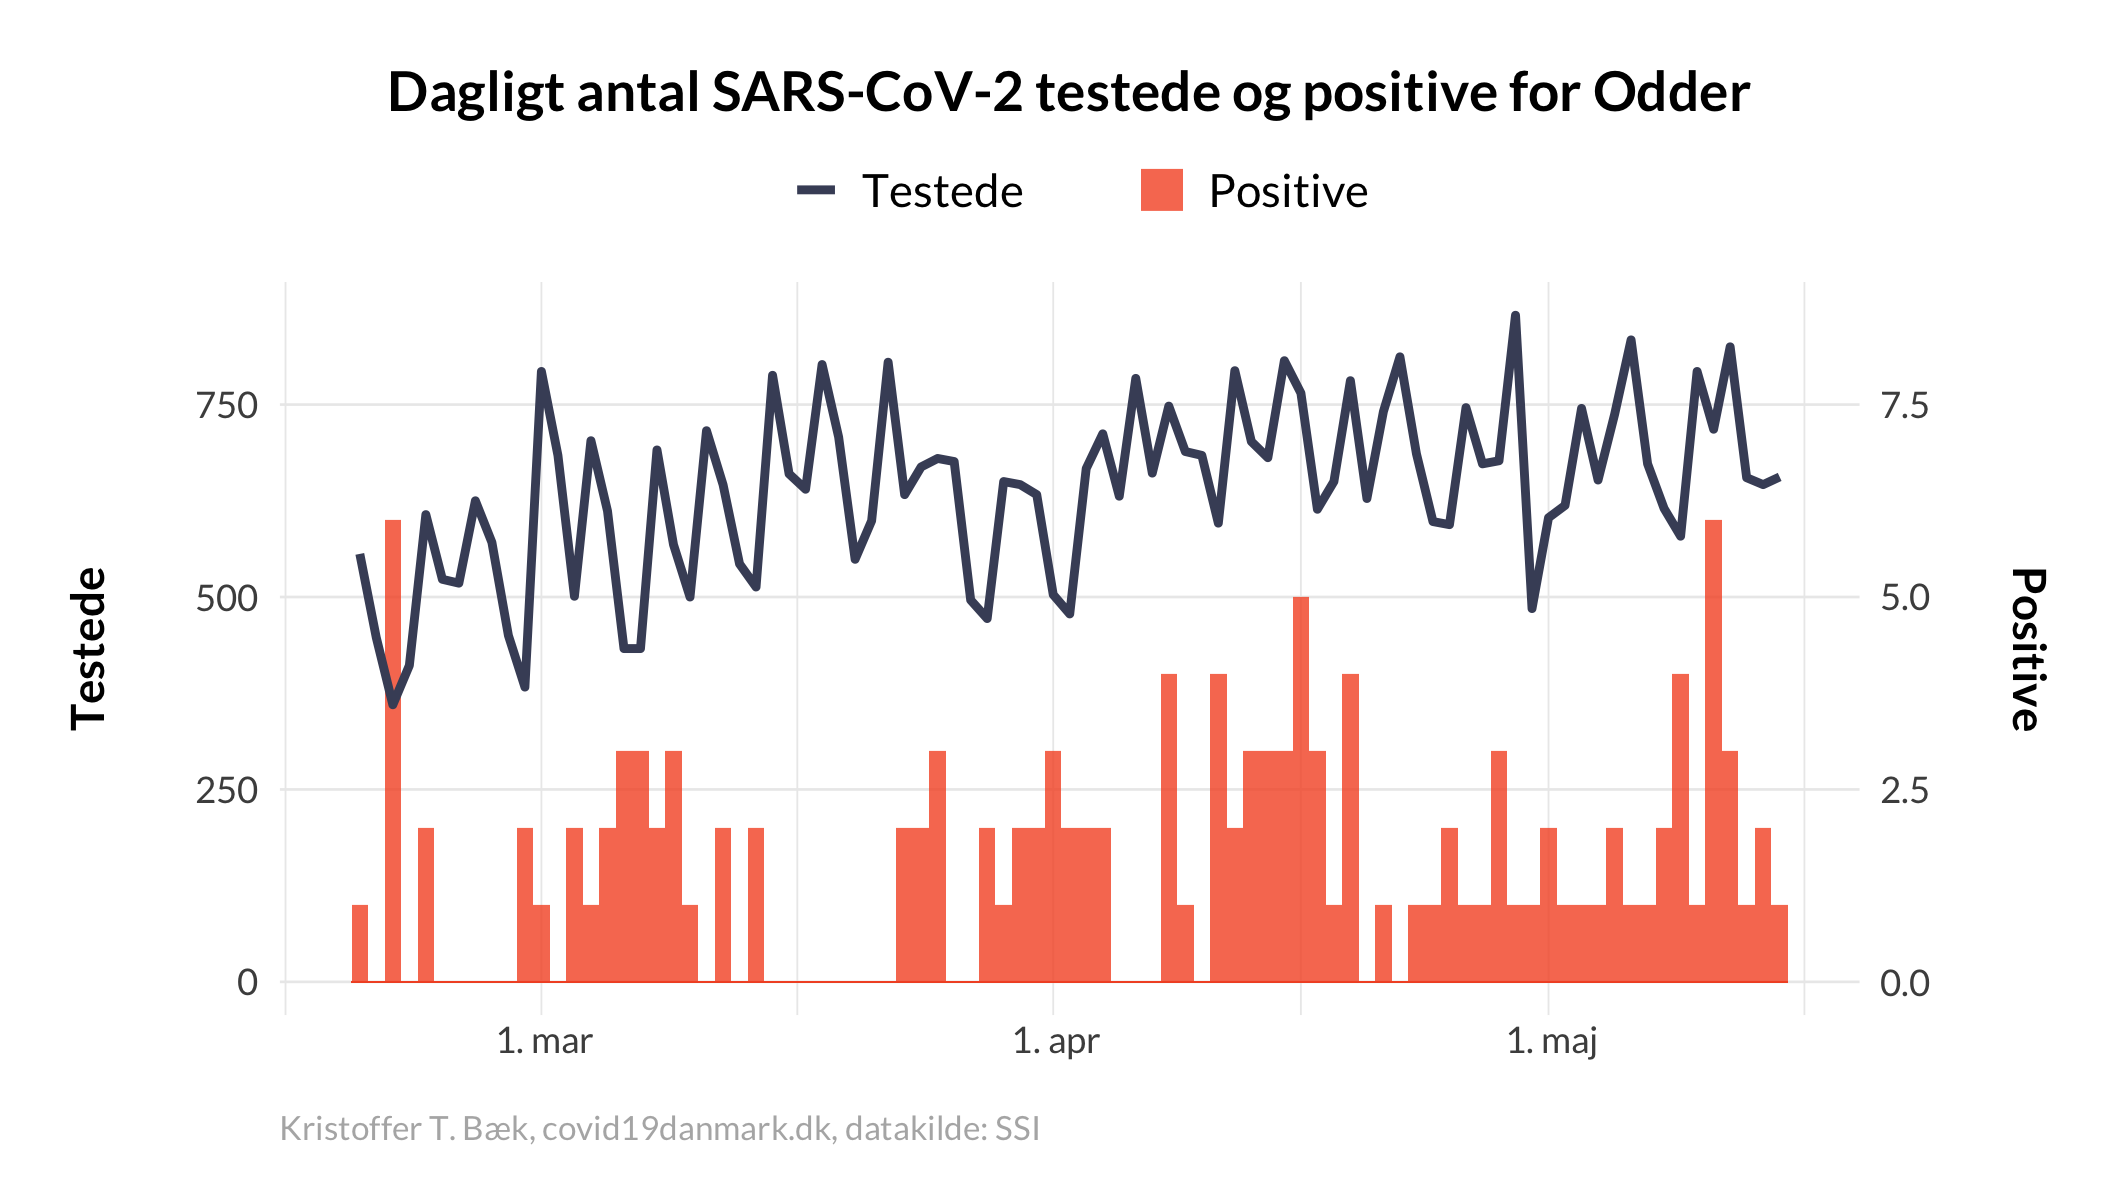 Dagligt antal SARS-CoV-2 testede og positive for Odder
Testede Positive
750 7.5
500 5.0
250 2.5
0 0.0
Testede
Positive
1. mar 1. apr 1. maj
Kristoffer T. Bæk, covid19danmark.dk, datakilde: SSI